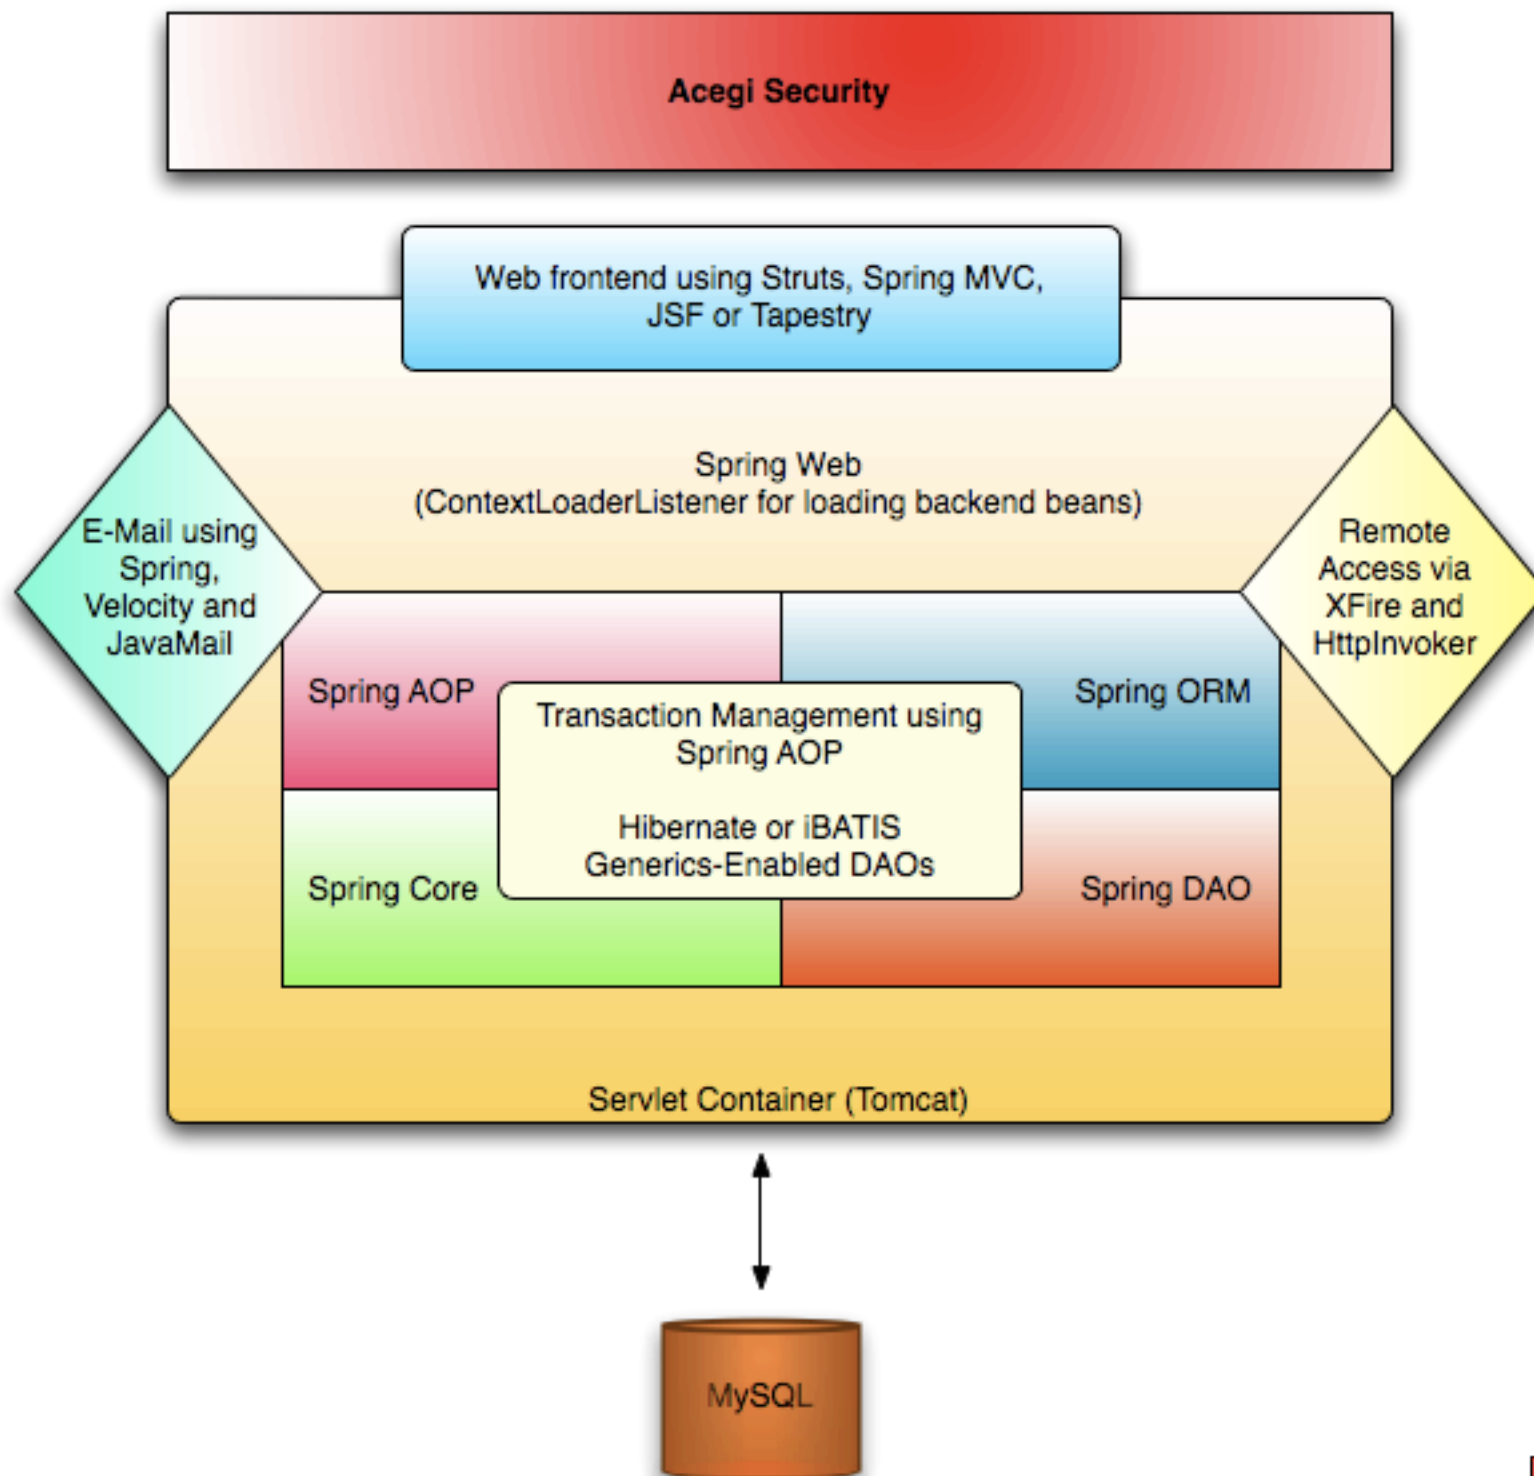 Acegi Security
Web frontend using Struts, Spring MVC,
JSF or Tapestry
Spring Web
(ContextLoaderListener for loading backend beans)
E-Mail using
Spring,
Velocity and
JavaMail
Remote
Access via
XFire and
HttpInvoker
Spring AOP
Spring ORM
Transaction Management using
Spring AOP
Hibernate or iBATIS
Generics-Enabled DAOs
Spring Core
Spring DAO
Servlet Container (Tomcat)
MySQL